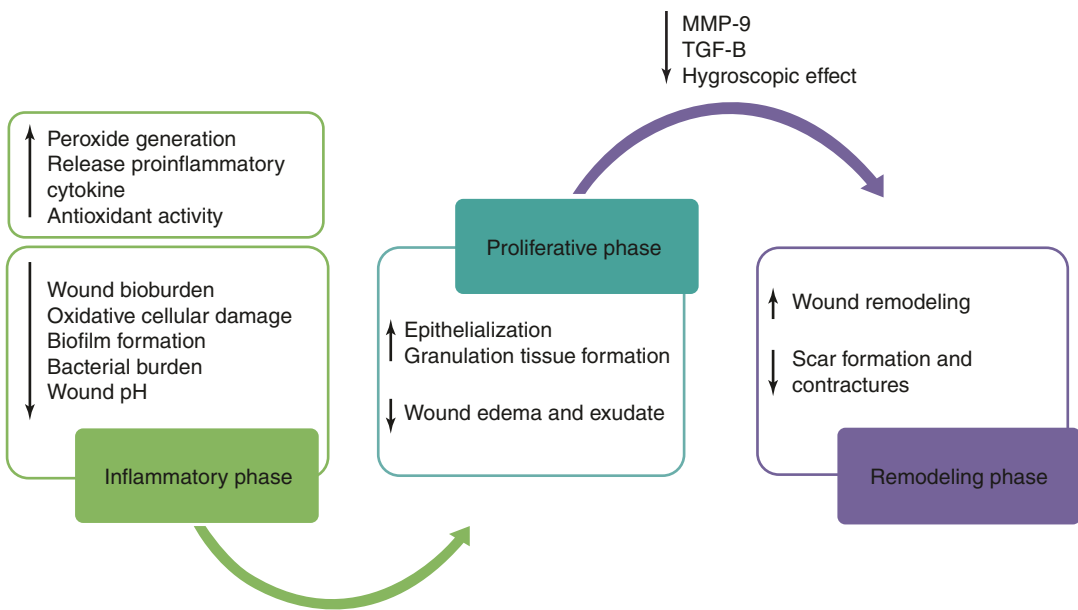 MMP-9
TGF-B
Hygroscopic effect
Peroxide generation
Release proinflammatory
cytokine
Antioxidant activity
Wound bioburden
Oxidative cellular damage
Biofilm formation
Bacterial burden
Wound pH
Inflammatory phase
Proliferative phase
Epithelialization
Granulation tissue formation
Wound edema and exudate
Wound remodeling
Scar formation and
contractures
Remodeling phase